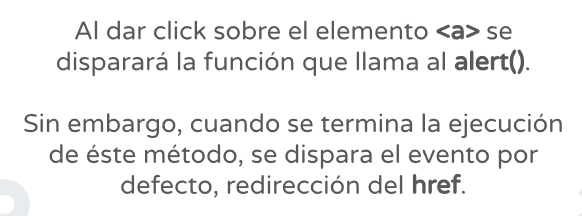 Al dar click sobre el elemento <a> se
disparará la función que llama al alert().
Sin embargo, cuando se termina la ejecución
de éste método, se dispara el evento por
defecto, redirección del href.